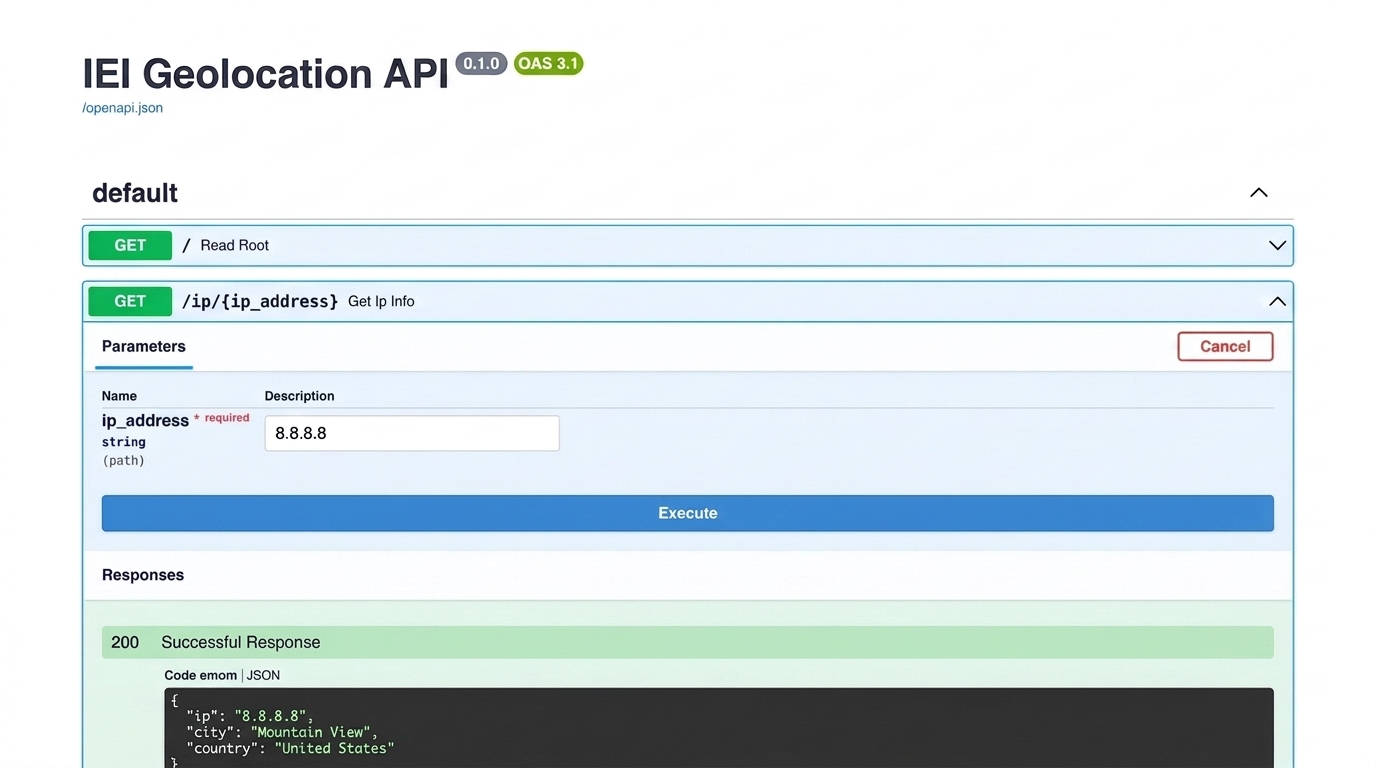 IEI Geolocation API 0.1.0 OAS 3.1
/openapi.json
default
GET / Read Root
GET /ip/{ip_address} Get Ip Info
Parameters Cancel
Name Description
ip_address * required
string
(path)
8.8.8.8
Execute
Responses
200 Successful Response
Code emom | JSON
{
"ip": "8.8.8.8",
"city": "Mountain View",
"country": "United States"
}